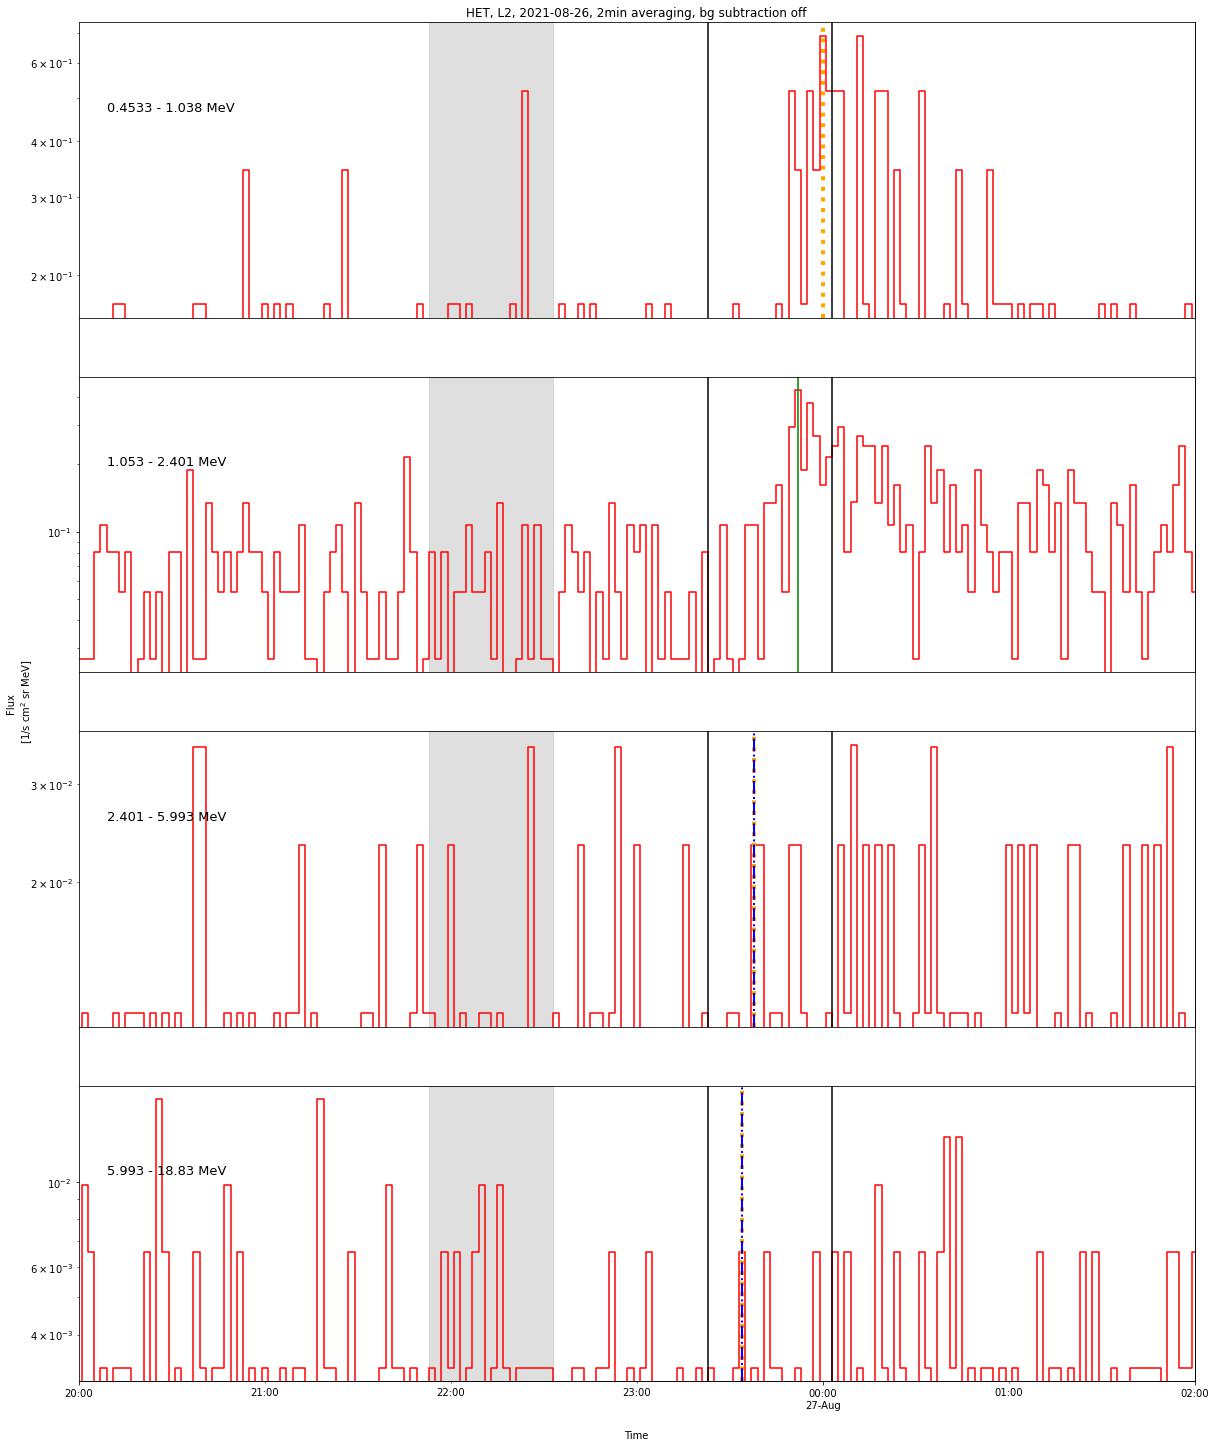 HET, L2, 2021-08-26, 2min averaging, bg subtraction off
6 × 10⁻¹
0.4533 - 1.038 MeV
4 × 10⁻¹
3 × 10⁻¹
2 × 10⁻¹
1.053 - 2.401 MeV
10⁻¹
Flux
[1/s cm² sr MeV]
3 × 10⁻²
2.401 - 5.993 MeV
2 × 10⁻²
5.993 - 18.83 MeV
10⁻²
6 × 10⁻³
4 × 10⁻³
20:00 21:00 22:00 23:00 00:00 01:00 02:00
27-Aug
Time